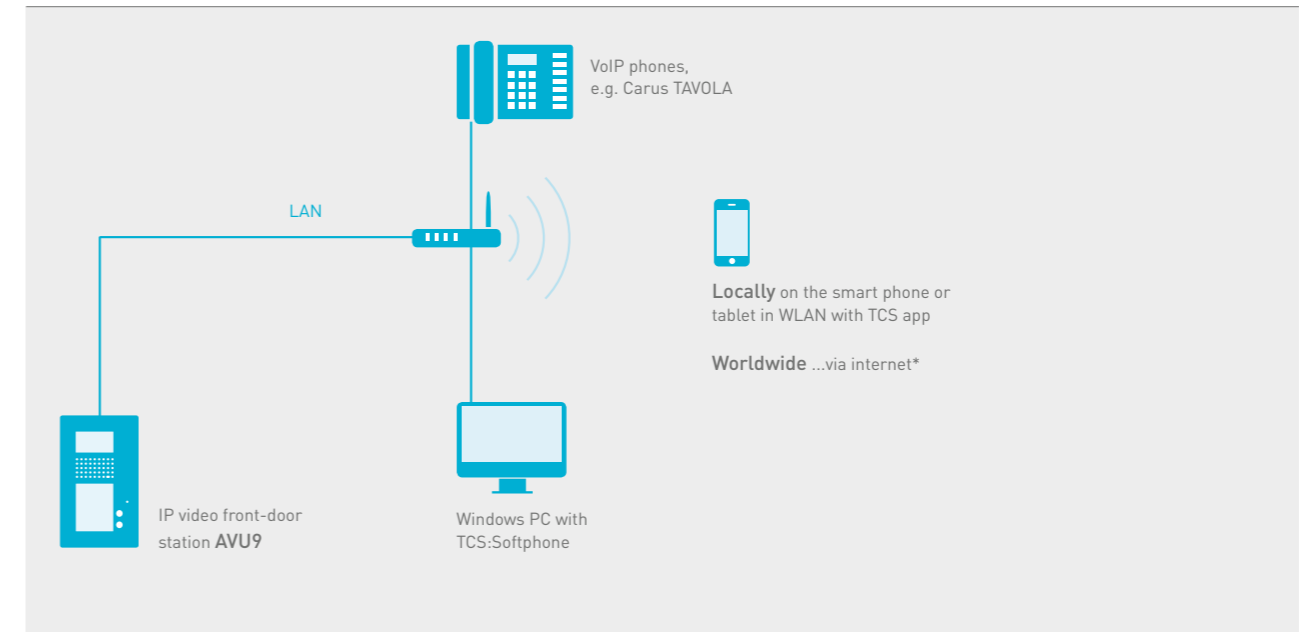 VoIP phones,
e.g. Carus TAVOLA
LAN
Locally on the smart phone or
tablet in WLAN with TCS app
Worldwide ...via internet*
IP video front-door
station AVU9
Windows PC with
TCS:Softphone